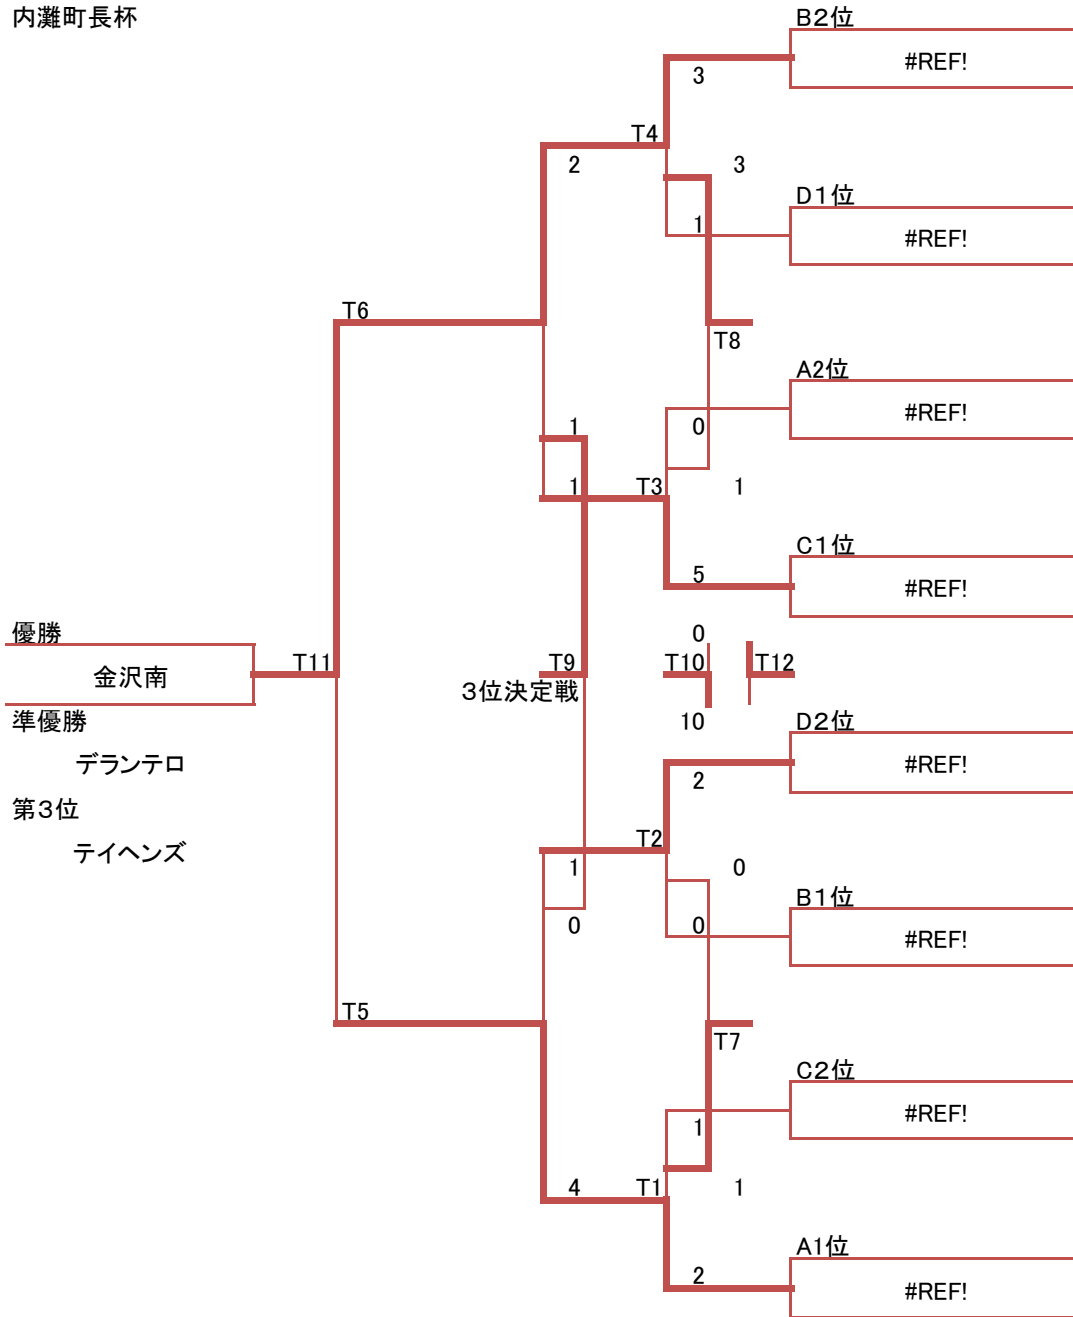 内灘町長杯
B2位
#REF!
3
T4
2
3
D1位
1
#REF!
T6
T8
A2位
#REF!
1
0
1
T3
1
C1位
5
#REF!
優勝
0
金沢南
T11
T9
T10
T12
3位決定戦
準優勝
10
D2位
デランテロ
2
#REF!
第3位
T2
テイヘンズ
1
0
B1位
0
0
#REF!
T5
T7
C2位
1
#REF!
4
T1
1
A1位
2
#REF!